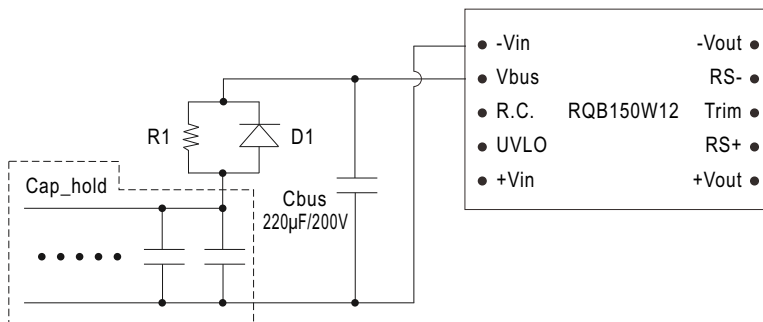 -Vin
-Vout
Vbus
RS-
R.C.
RQB150W12
Trim
UVLO
RS+
+Vin
+Vout
R1
D1
Cap_hold
Cbus
220µF/200V